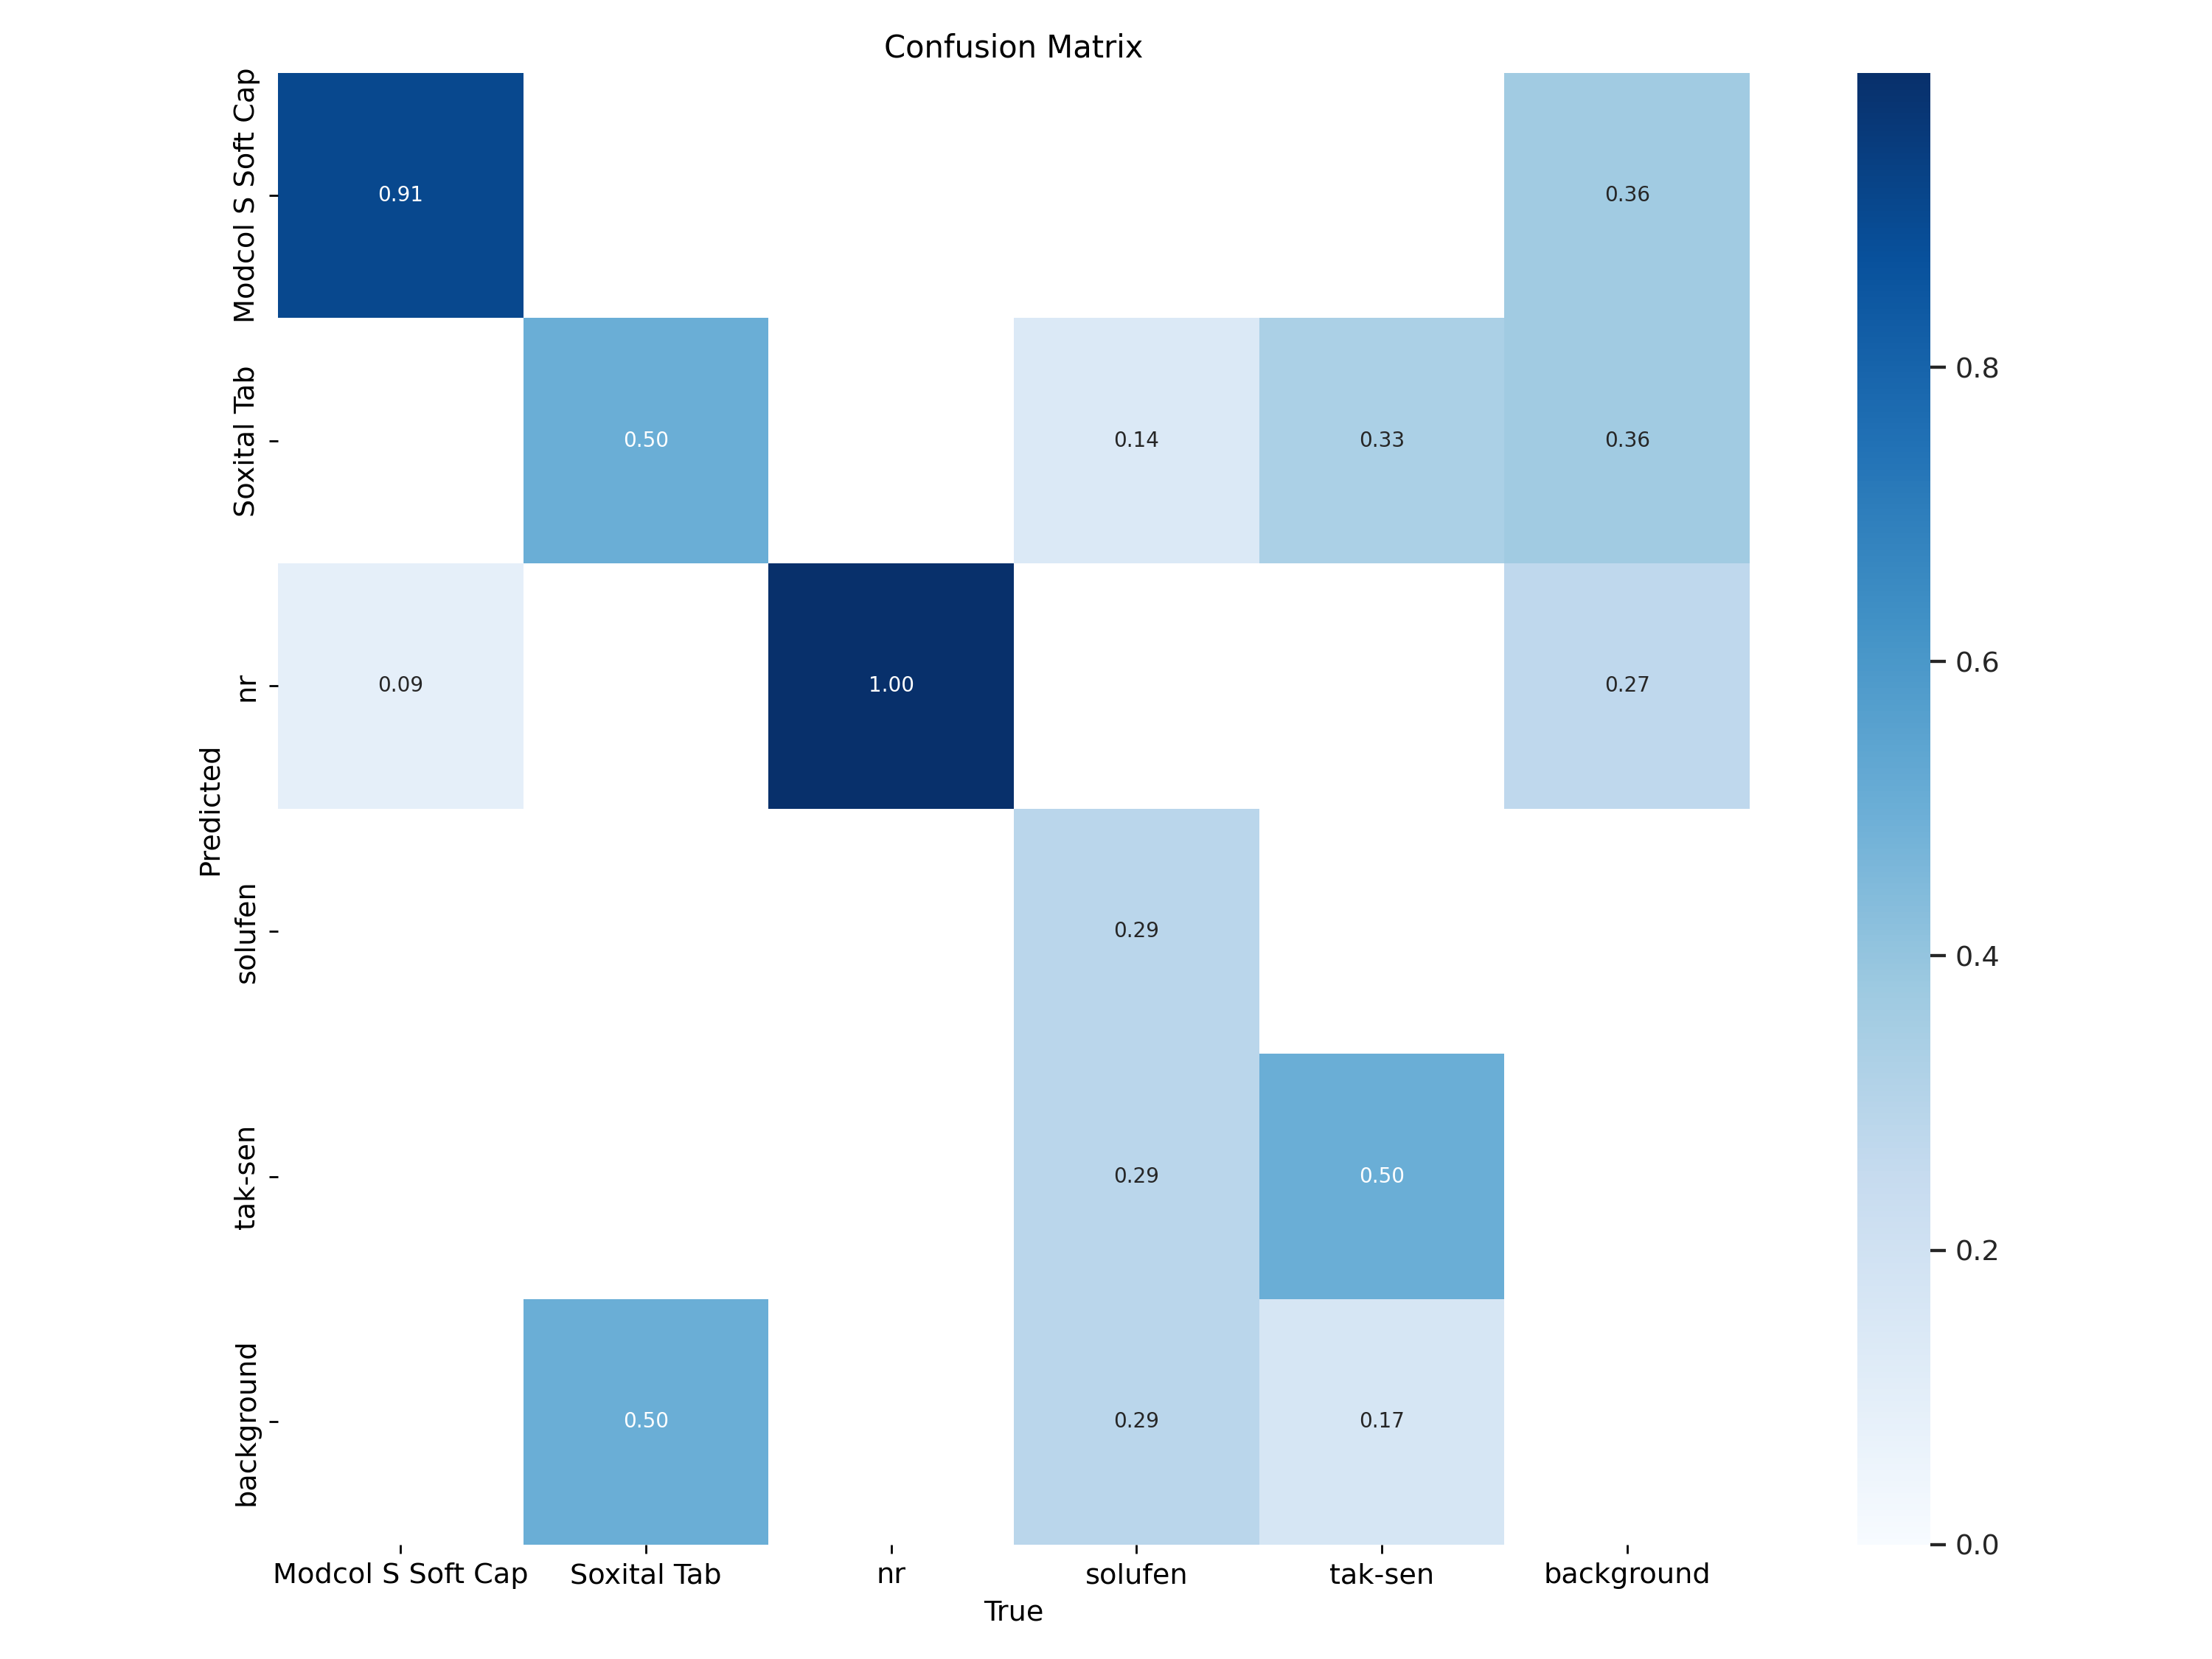 Confusion Matrix
Modcol S Soft Cap
0.91
0.36
Soxital Tab
0.50
0.14
0.33
0.36
nr
0.09
1.00
0.27
Predicted
solufen
0.29
tak-sen
0.29
0.50
background
0.50
0.29
0.17
Modcol S Soft Cap
Soxital Tab
nr
solufen
tak-sen
background
True
0.8
0.6
0.4
0.2
0.0